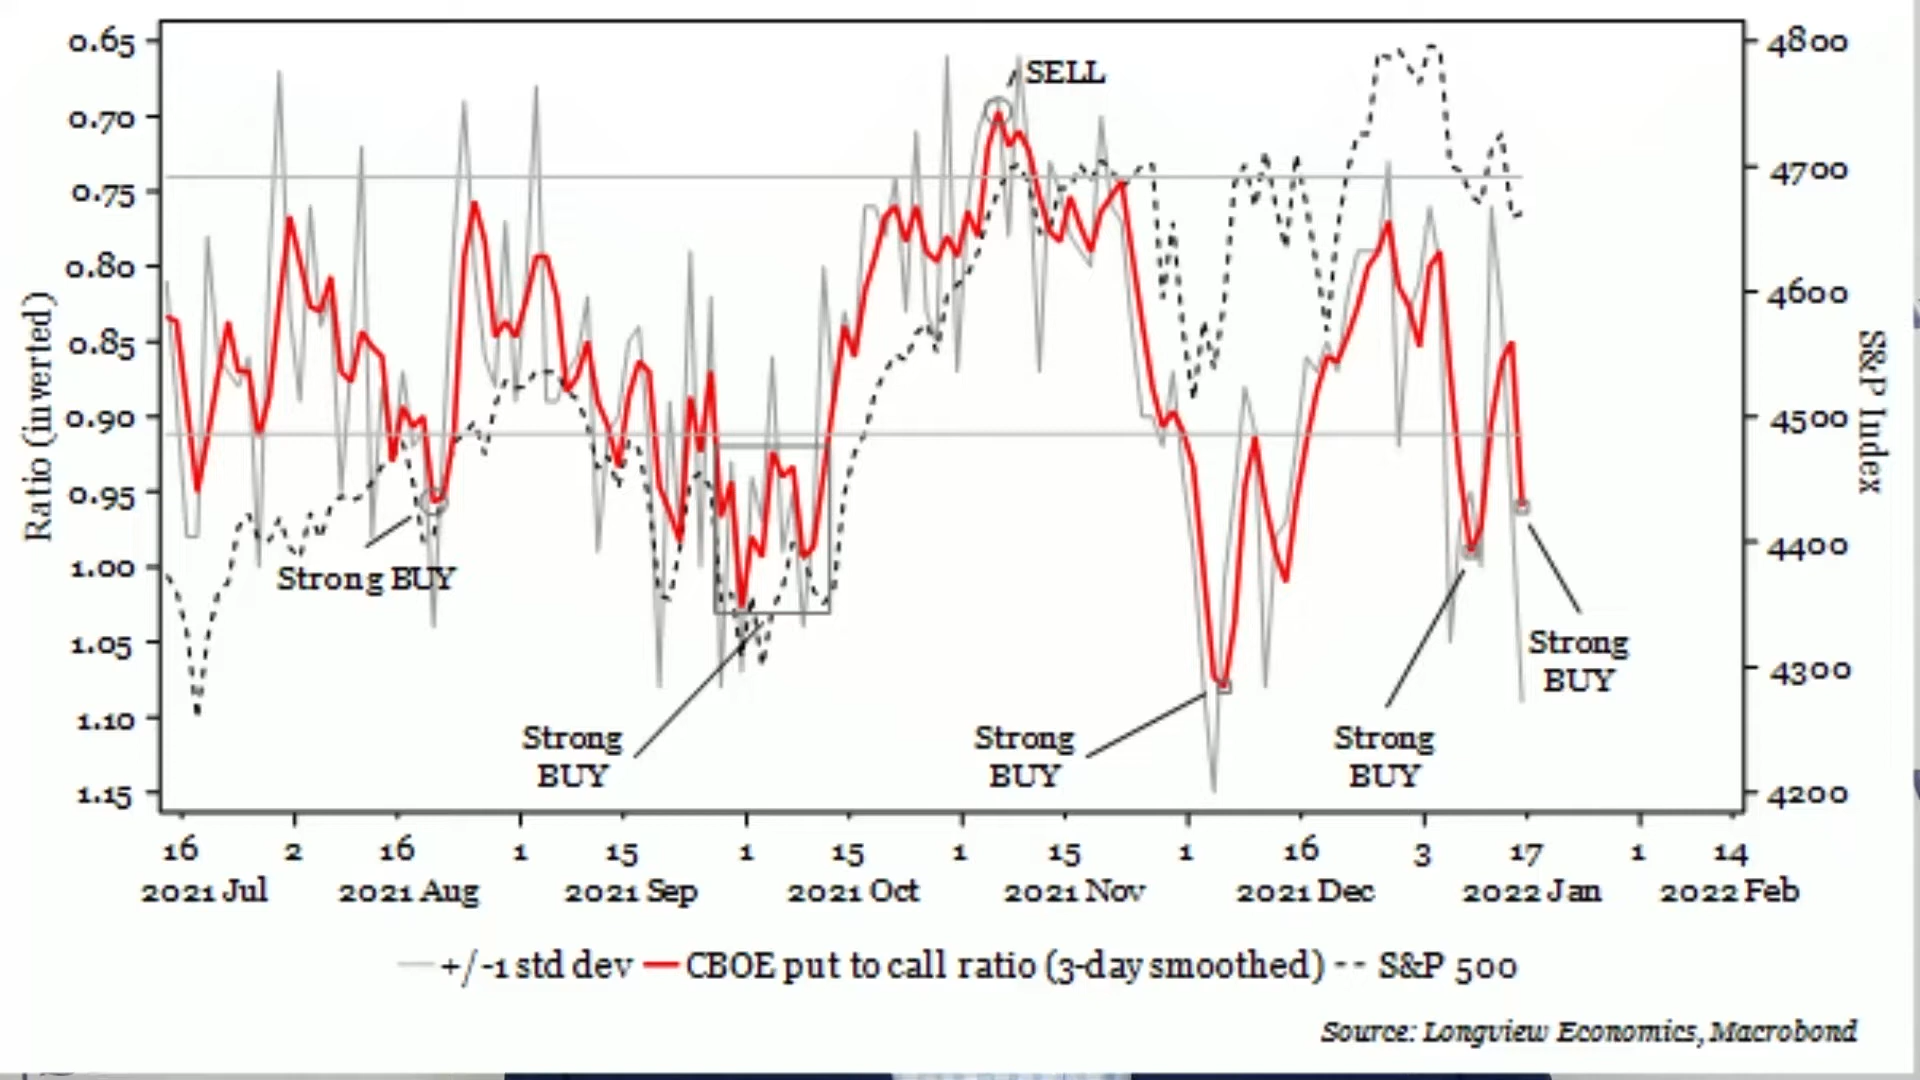 0.65
0.70
0.75
0.80
0.85
0.90
0.95
1.00
1.05
1.10
1.15
Ratio (inverted)
4800
4700
4600
4500
4400
4300
4200
S&P Index
SELL
Strong BUY
Strong
BUY
Strong
BUY
Strong
BUY
Strong
BUY
16 2 16 1 15 1 15 1 15 1 16 3 17 1 14
2021 Jul 2021 Aug 2021 Sep 2021 Oct 2021 Nov 2021 Dec 2022 Jan 2022 Feb
+/-1 std dev CBOE put to call ratio (3-day smoothed) S&P 500
Source: Longview Economics, Macrobond